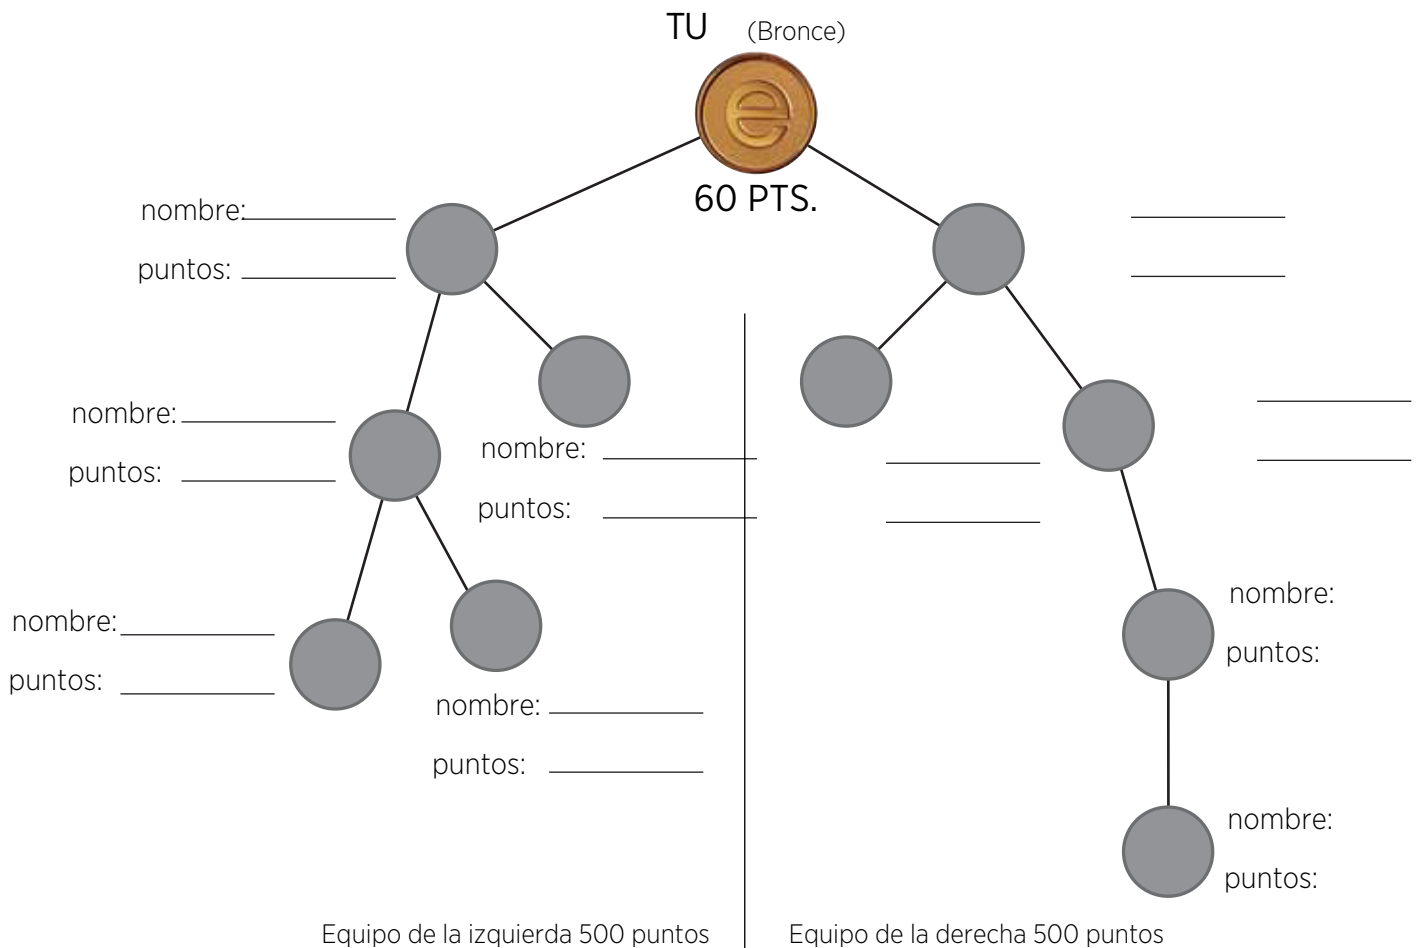 TU (Bronce)
e
60 PTS.
nombre:
puntos:
nombre:
puntos:
nombre:
puntos:
nombre:
puntos:
nombre:
puntos:
nombre:
puntos:
nombre:
puntos:
Equipo de la izquierda 500 puntos
Equipo de la derecha 500 puntos